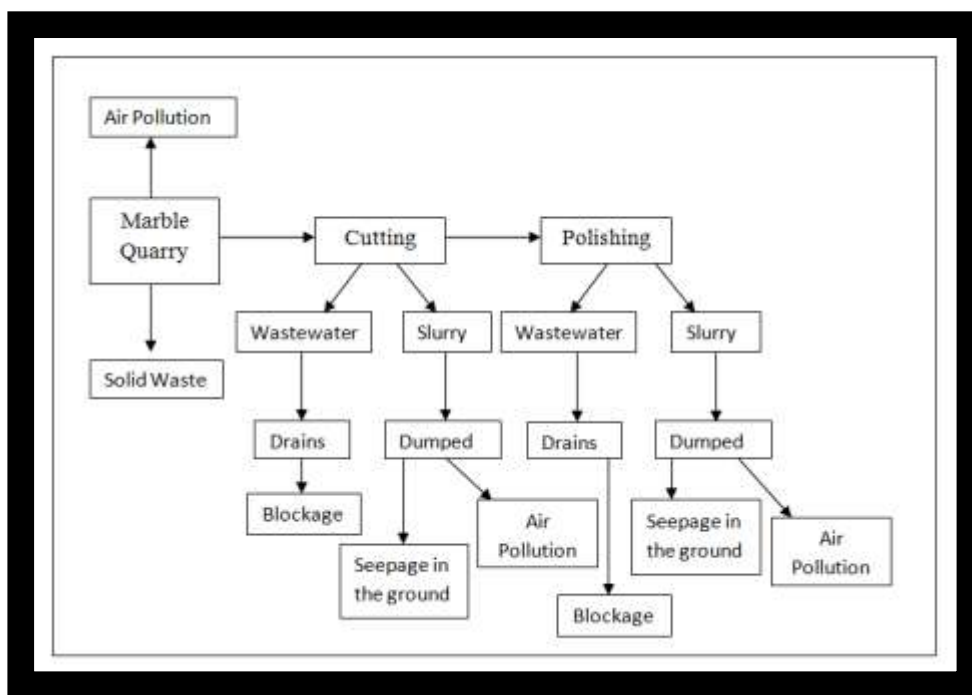 Air Pollution
Marble
Quarry
Cutting
Polishing
Wastewater
Slurry
Wastewater
Slurry
Solid Waste
Drains
Dumped
Drains
Dumped
Blockage
Air
Pollution
Seepage in
the ground
Air
Pollution
Seepage in
the ground
Blockage